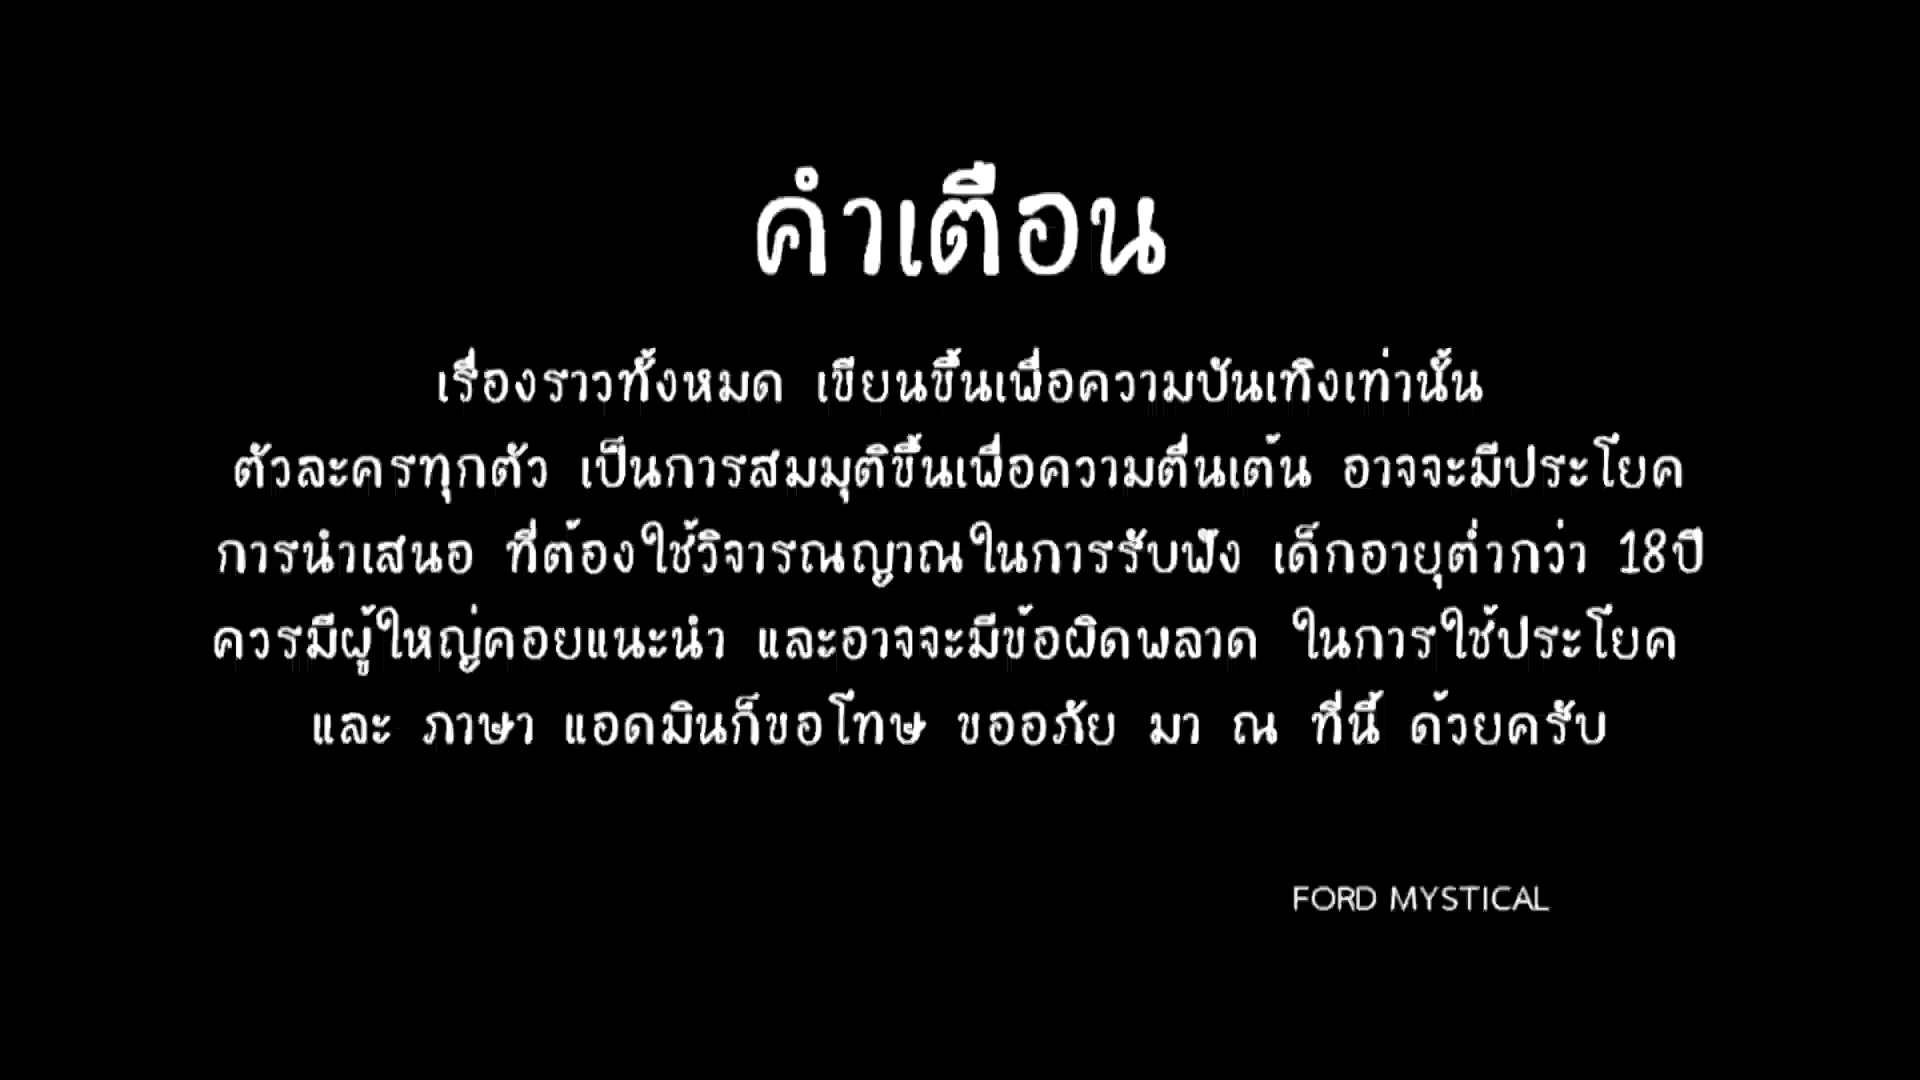 คำเตือน
เรื่องราวทั้งหมด เขียนขึ้นเพื่อความบันเทิงเท่านั้น
ตัวละครทุกตัว เป็นการสมมุติขึ้นเพื่อความตื่นเต้น อาจจะมีประโยค
การนำเสนอ ที่ต้องใช้วิจารณญาณในการรับฟัง เด็กอายุต่ำกว่า 18ปี
ควรมีผู้ใหญ่คอยแนะนำ และอาจจะมีข้อผิดพลาด ในการใช้ประโยค
และ ภาษา แอดมินก็ขอโทษ ขออภัย มา ณ ที่นี้ ด้วยครับ
FORD MYSTICAL